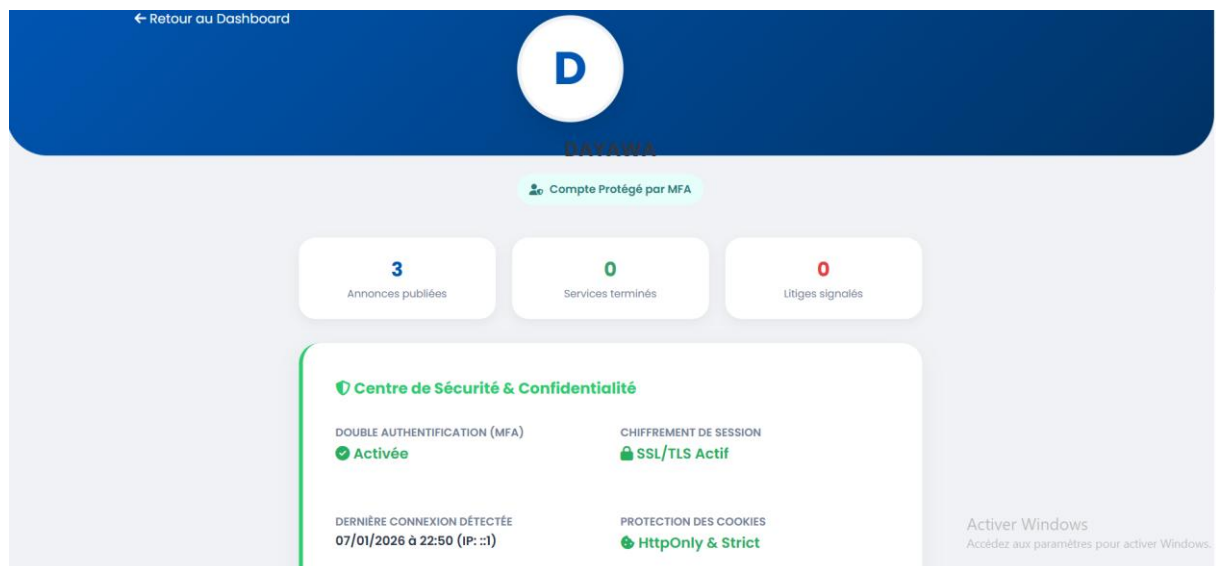 ← Retour au Dashboard
D
DAYAWA
Compte Protégé par MFA
3
Annonces publiées
0
Services terminés
0
Litiges signalés
Centre de Sécurité & Confidentialité
DOUBLE AUTHENTIFICATION (MFA)
Activée
CHIFFREMENT DE SESSION
SSL/TLS Actif
DERNIÈRE CONNEXION DÉTECTÉE
07/01/2026 à 22:50 (IP: ::1)
PROTECTION DES COOKIES
HttpOnly & Strict
Activer Windows
Accédez aux paramètres pour activer Windows.